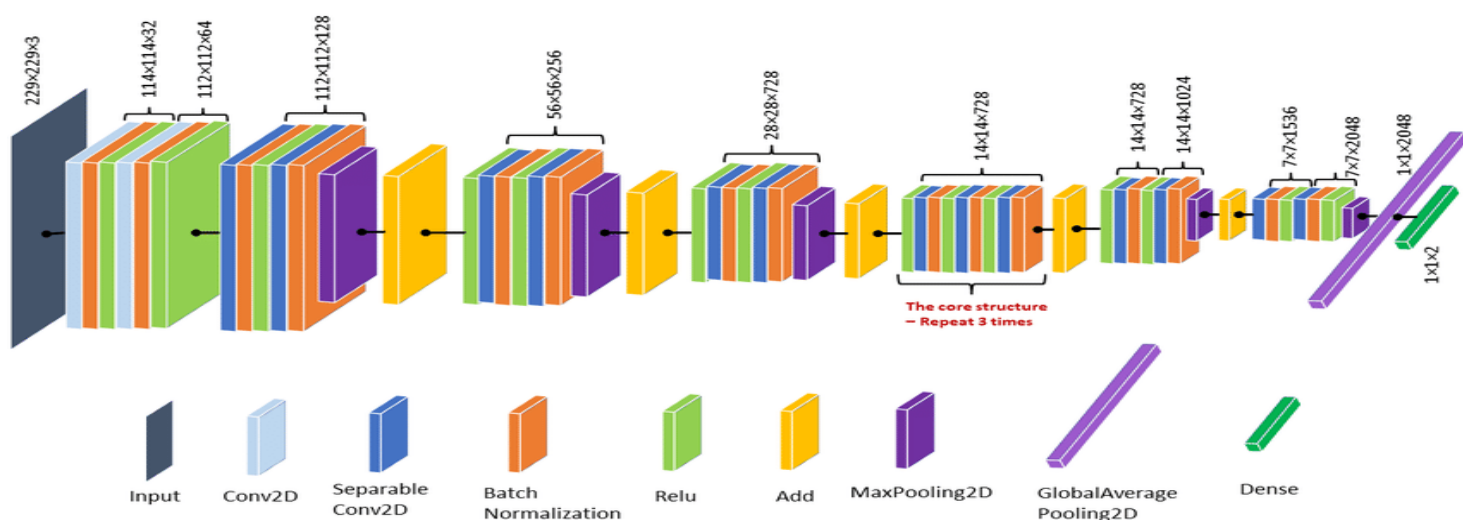 229×229×3
114×114×32
112×112×64
112×112×128
56×56×256
28×28×728
14×14×728
14×14×728
14×14×1024
7×7×1536
7×7×2048
1×1×2048
1×1×2
The core structure
– Repeat 3 times
Input
Conv2D
Separable
Conv2D
Batch
Normalization
Relu
Add
MaxPooling2D
GlobalAverage
Pooling2D
Dense